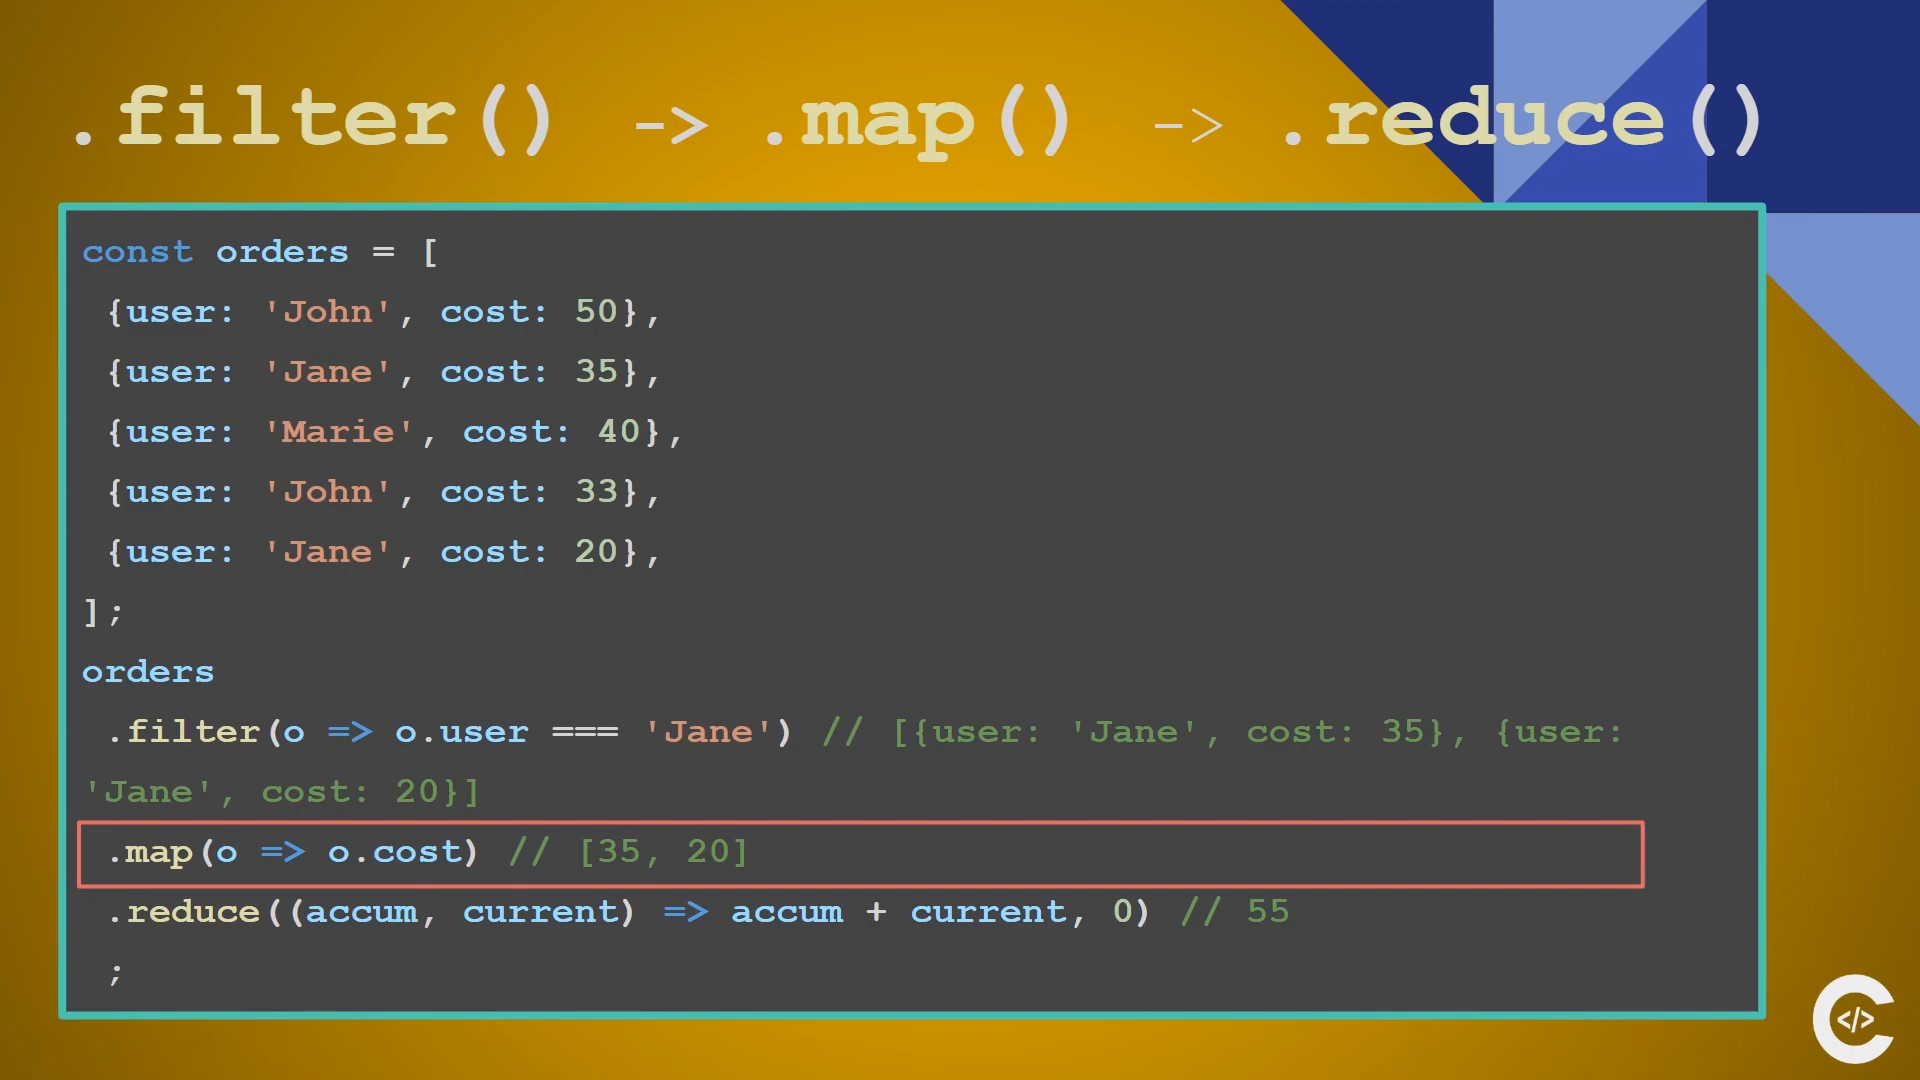 .filter() -> .map() -> .reduce()
const orders = [
{user: 'John', cost: 50},
{user: 'Jane', cost: 35},
{user: 'Marie', cost: 40},
{user: 'John', cost: 33},
{user: 'Jane', cost: 20},
];
orders
.filter(o => o.user === 'Jane') // [{user: 'Jane', cost: 35}, {user:
'Jane', cost: 20}]
.map(o => o.cost) // [35, 20]
.reduce((accum, current) => accum + current, 0) // 55
;
</>